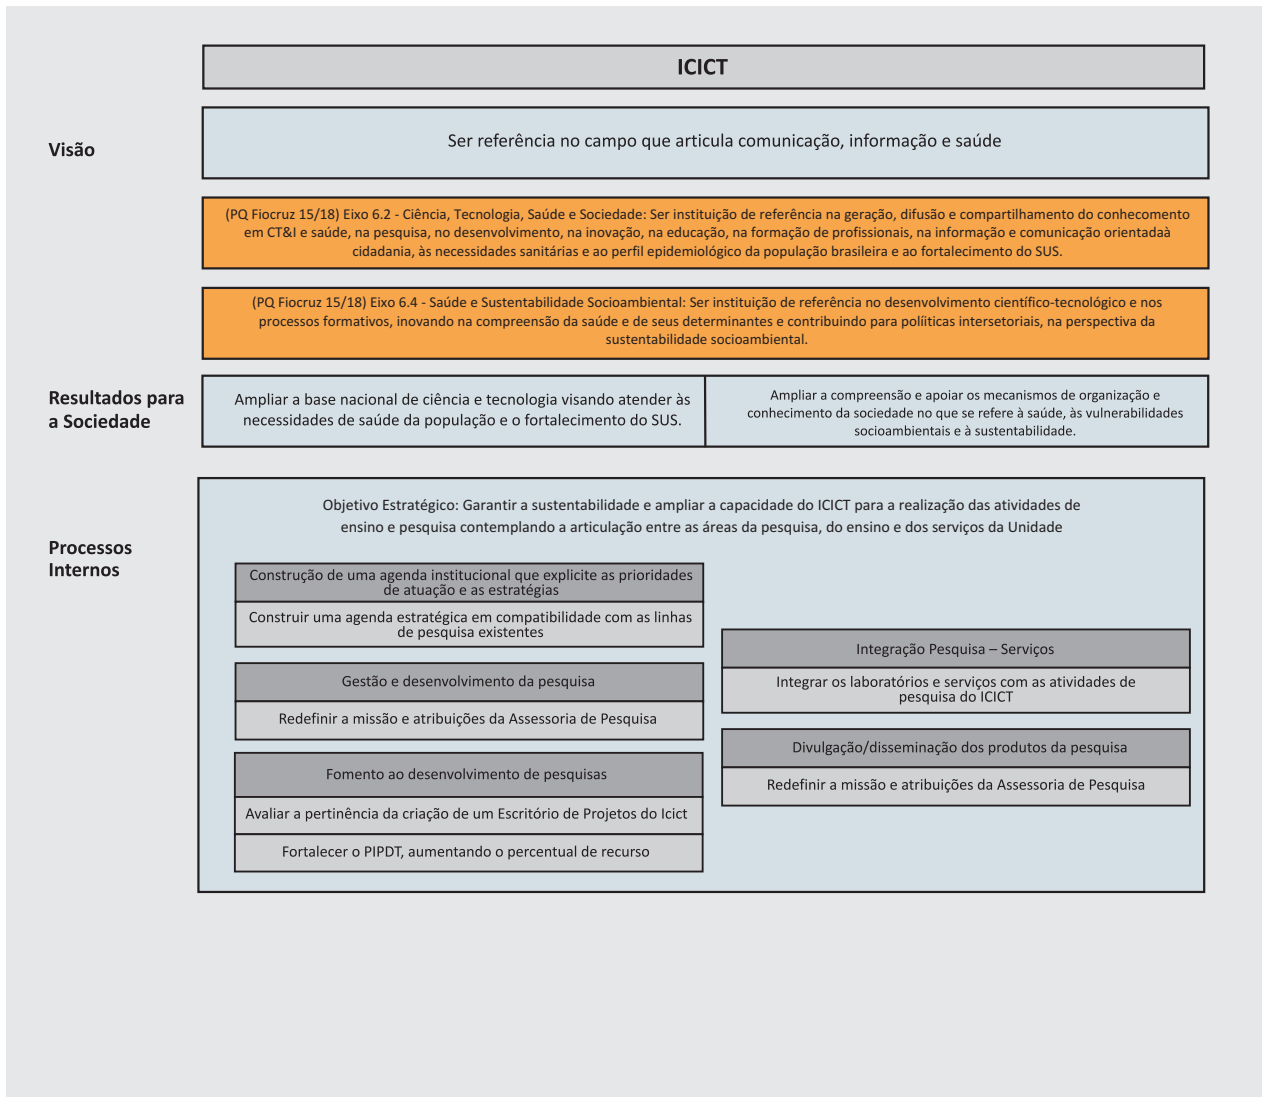 ICICT
Visão
Ser referência no campo que articula comunicação, informação e saúde
(PQ Fiocruz 15/18) Eixo 6.2 - Ciência, Tecnologia, Saúde e Sociedade: Ser instituição de referência na geração, difusão e compartilhamento do conhecomento
em CT&I e saúde, na pesquisa, no desenvolvimento, na inovação, na educação, na formação de profissionais, na informação e comunicação orientadaà
cidadania, às necessidades sanitárias e ao perfil epidemiológico da população brasileira e ao fortalecimento do SUS.
(PQ Fiocruz 15/18) Eixo 6.4 - Saúde e Sustentabilidade Socioambiental: Ser instituição de referência no desenvolvimento científico-tecnológico e nos
processos formativos, inovando na compreensão da saúde e de seus determinantes e contribuindo para políiticas intersetoriais, na perspectiva da
sustentabilidade socioambiental.
Resultados para
a Sociedade
Ampliar a base nacional de ciência e tecnologia visando atender às
necessidades de saúde da população e o fortalecimento do SUS.
Ampliar a compreensão e apoiar os mecanismos de organização e
conhecimento da sociedade no que se refere à saúde, às vulnerabilidades
socioambientais e à sustentabilidade.
Processos
Internos
Objetivo Estratégico: Garantir a sustentabilidade e ampliar a capacidade do ICICT para a realização das atividades de
ensino e pesquisa contemplando a articulação entre as áreas da pesquisa, do ensino e dos serviços da Unidade
Construção de uma agenda institucional que explicite as prioridades
de atuação e as estratégias
Construir uma agenda estratégica em compatibilidade com as linhas
de pesquisa existentes
Gestão e desenvolvimento da pesquisa
Redefinir a missão e atribuições da Assessoria de Pesquisa
Fomento ao desenvolvimento de pesquisas
Avaliar a pertinência da criação de um Escritório de Projetos do Icict
Fortalecer o PIPDT, aumentando o percentual de recurso
Integração Pesquisa – Serviços
Integrar os laboratórios e serviços com as atividades de
pesquisa do ICICT
Divulgação/disseminação dos produtos da pesquisa
Redefinir a missão e atribuições da Assessoria de Pesquisa